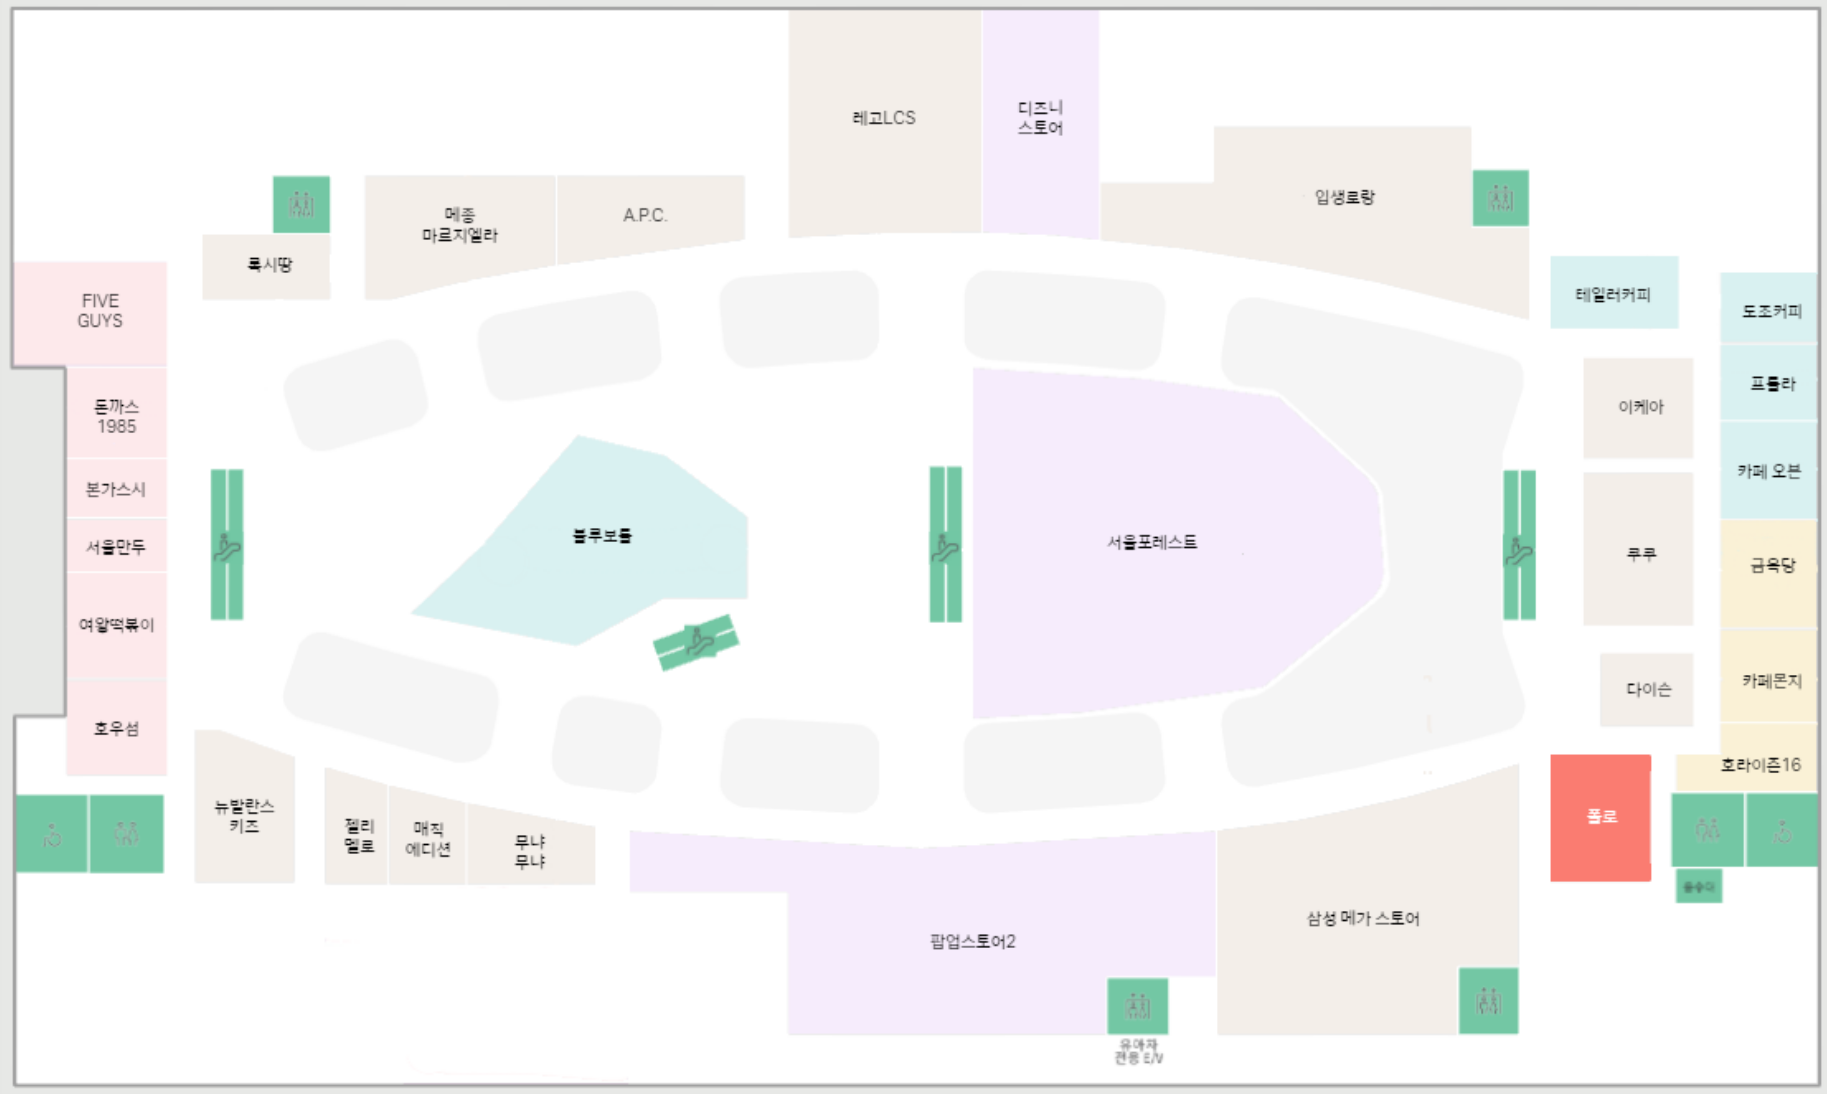 레고LCS
디즈니
스토어
입생로랑
메종
마르지엘라
A.P.C.
록시땅
FIVE
GUYS
테일러커피
도조커피
돈까스
1985
이케아
프롤라
본가스시
카페 오븐
서울만두
블루보틀
서울포레스트
쿠쿠
금옥당
여왕떡볶이
다이슨
카페몬지
호우섬
호라이즌16
뉴발란스
키즈
젤리
멜로
매직
에디션
무냐
무냐
폴로
음수대
삼성 메가 스토어
팝업스토어2
유아차
전용 E/V